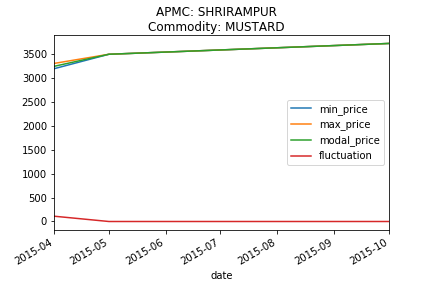 APMC: SHRIRAMPUR
Commodity: MUSTARD
3500
3000
2500
2000
1500
1000
500
0
min_price
max_price
modal_price
fluctuation
2015-04
2015-05
2015-06
2015-07
2015-08
2015-09
2015-10
date